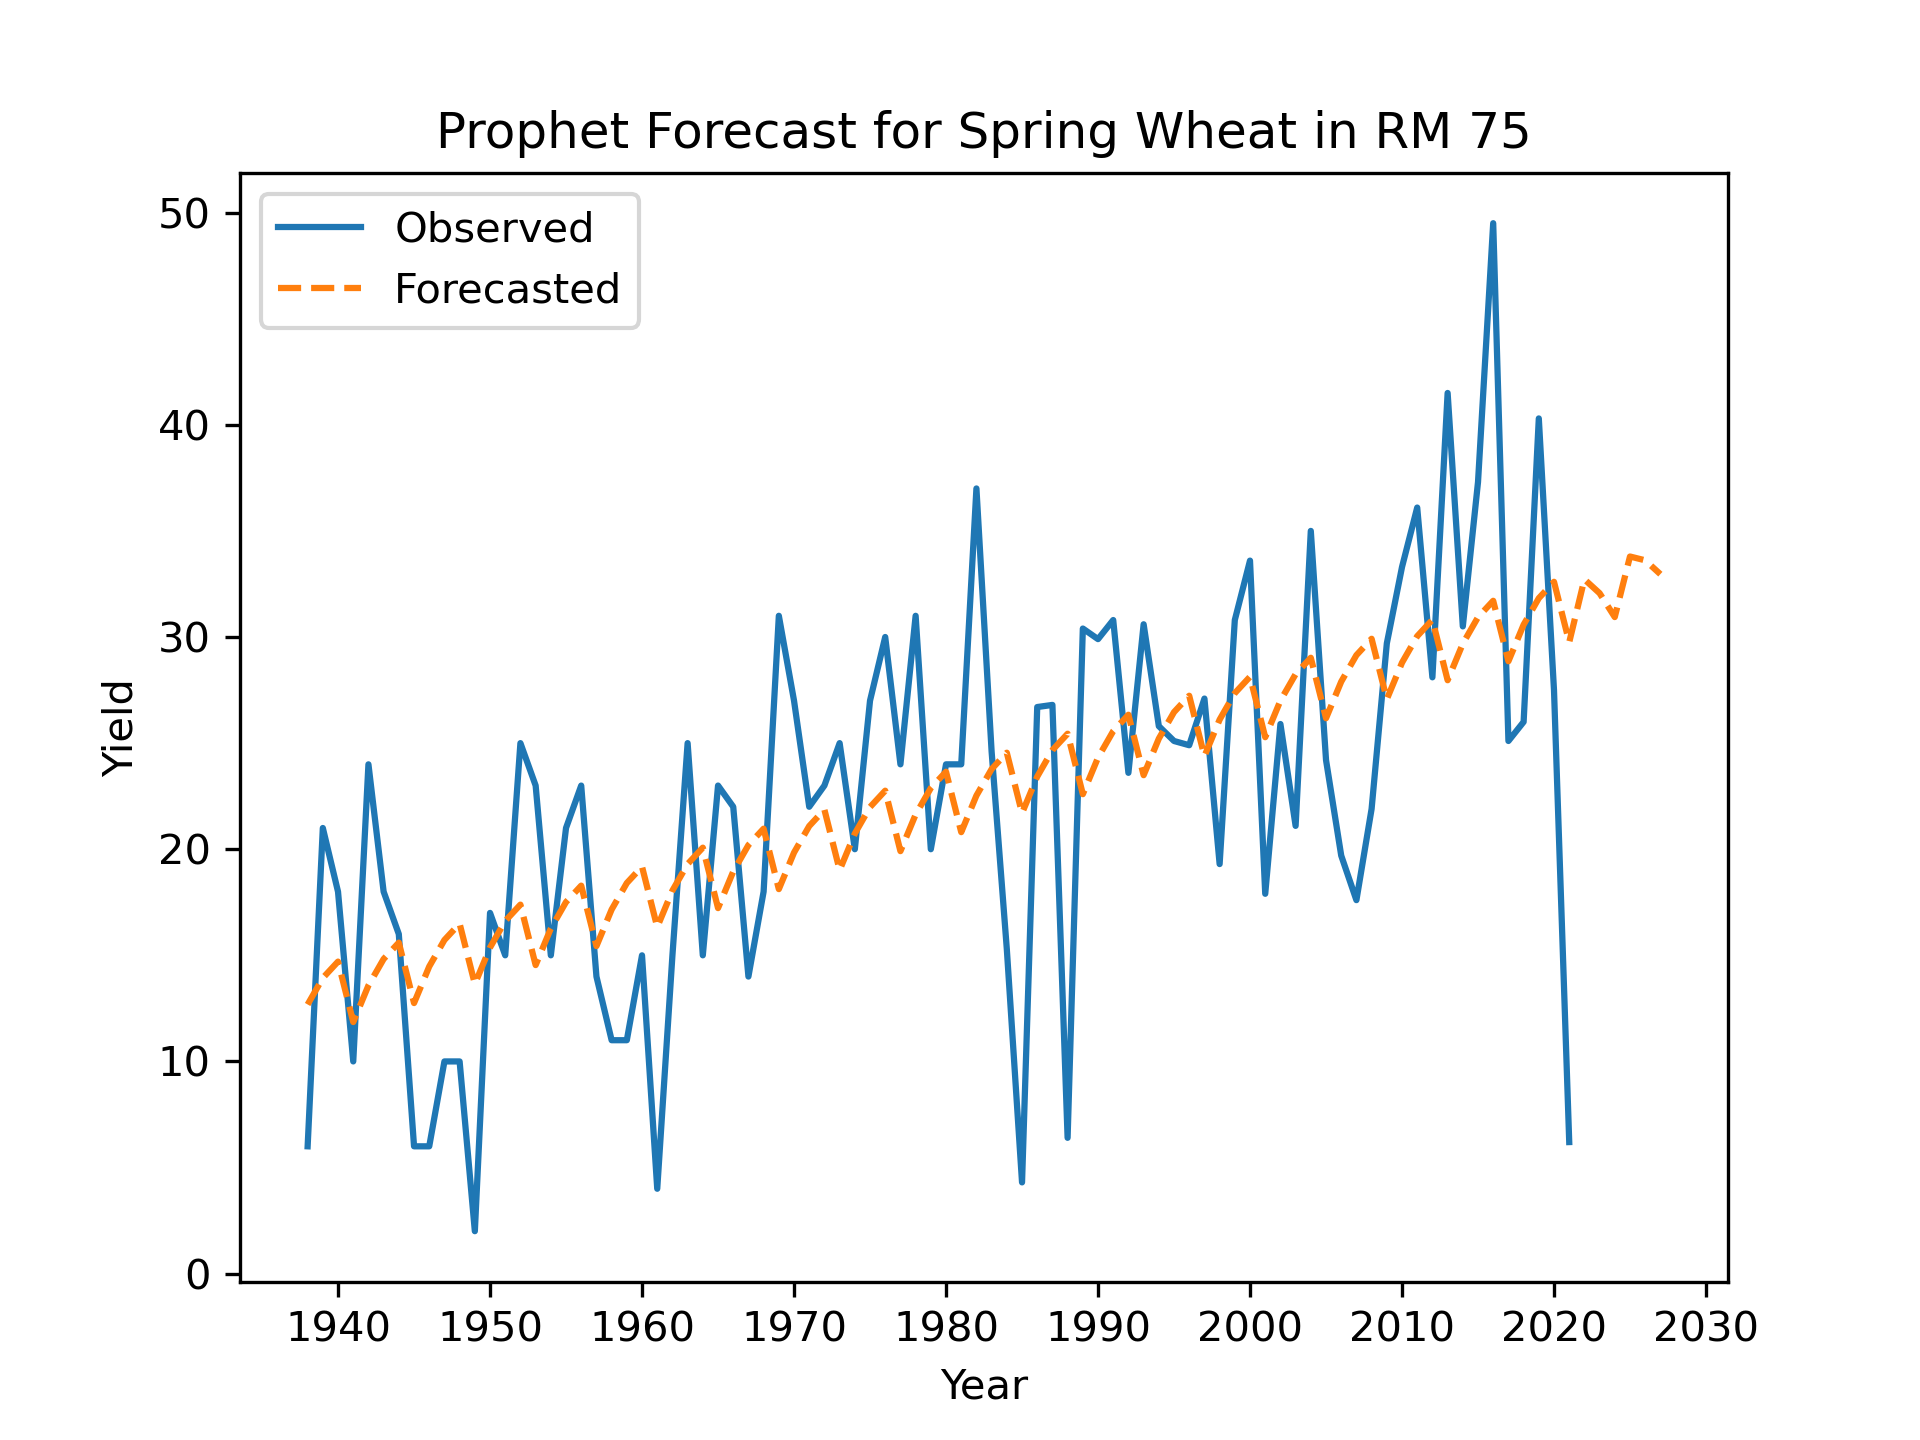 Prophet Forecast for Spring Wheat in RM 75
Observed
Forecasted
50
40
30
20
10
0
Yield
1940 1950 1960 1970 1980 1990 2000 2010 2020 2030
Year